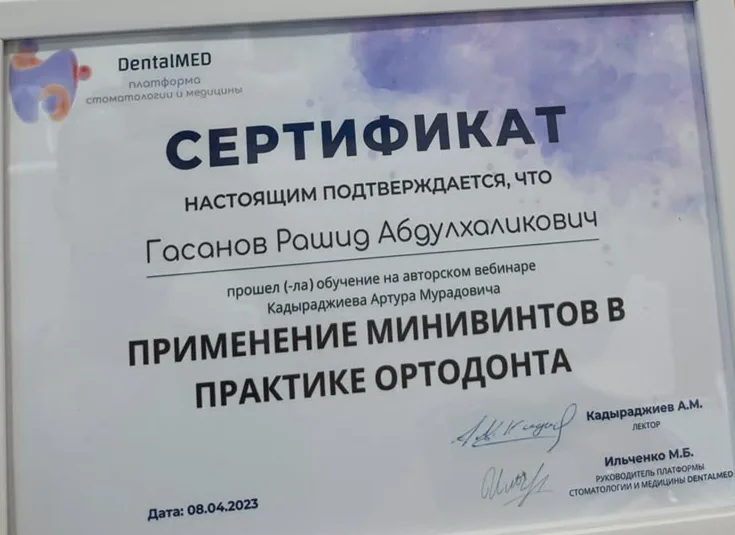 DentalMED
платформа
стоматологии и медицины
СЕРТИФИКАТ
НАСТОЯЩИМ ПОДТВЕРЖДАЕТСЯ, ЧТО
Гасанов Рашид Абдулхаликович
прошел (-ла) обучение на авторском вебинаре
Кадыраджиева Артура Мурадовича
ПРИМЕНЕНИЕ МИНИВИНТОВ В
ПРАКТИКЕ ОРТОДОНТА
Кадыраджиев А.М.
ЛЕКТОР
Ильченко М.Б.
РУКОВОДИТЕЛЬ ПЛАТФОРМЫ
СТОМАТОЛОГИИ И МЕДИЦИНЫ DENTALMED
Дата: 08.04.2023